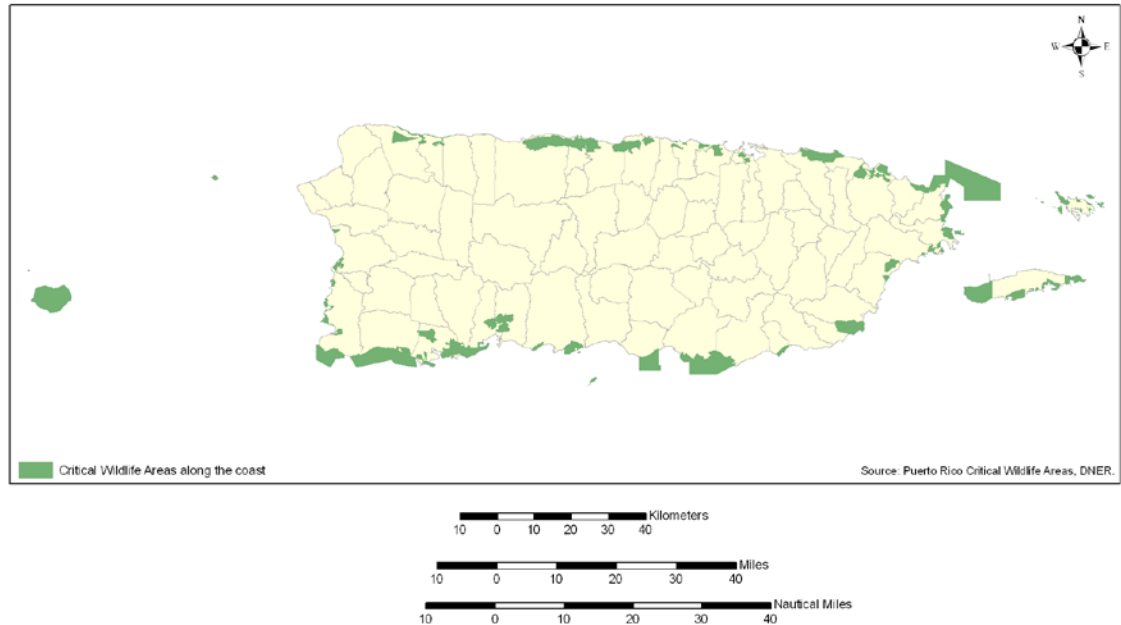 N
W E
S
Critical Wildlife Areas along the coast
Source: Puerto Rico Critical Wildlife Areas, DNER.
Kilometers
10 0 10 20 30 40
Miles
10 0 10 20 30 40
Nautical Miles
10 0 10 20 30 40